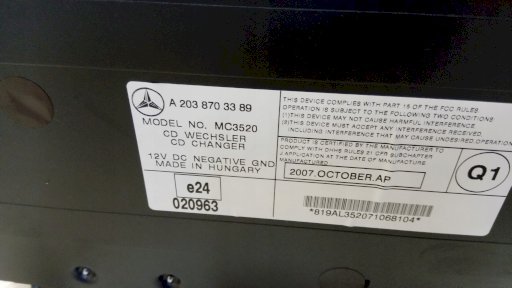 A 203 870 33 89
MODEL NO. MC3520
CD WECHSLER
CD CHANGER
12V DC NEGATIVE GND
MADE IN HUNGARY
e24
020963
THIS DEVICE COMPLIES WITH PART 15 OF THE FCC RULES
OPERATION IS SUBJECT TO THE FOLLOWING TWO CONDITIONS
(1)THIS DEVICE MAY NOT CAUSE HARMFUL INTERFERENCE
(2)THIS DEVICE MUST ACCEPT ANY INTERFERENCE RECEIVED,
INCLUDING INTERFERENCE THAT MAY CAUSE UNDESIRED OPERATION
PRODUCT IS CERTIFIED BY THE MANUFACTURER TO
COMPLY WITH DHHS RULES 21 CFR SUBCHAPTER
J APPLICATION AT THE DATE OF MANUFACTURE
MANUFACTURED
2007.OCTOBER.AP
Q1
*819AL352071068104*